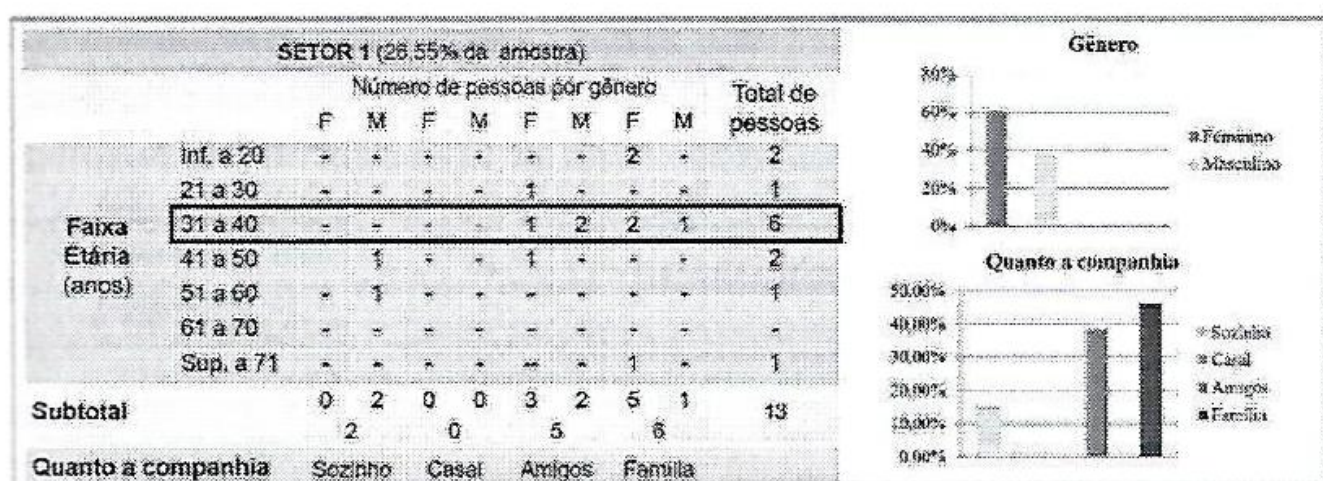 SETOR 1 (26,55% da amostra)
Número de pessoas por gênero
Total de pessoas
F M F M F M F M
Inf. a 20 - - - - - - 2 - 2
21 a 30 - - - - 1 - - - 1
31 a 40 - - - - 1 2 2 1 6
41 a 50 - 1 - - 1 - - - 2
51 a 60 - 1 - - - - - - 1
61 a 70 - - - - - - - - -
Sup. a 71 - - - - - - 1 - 1
Faixa
Etária
(anos)
Subtotal 0 2 0 0 3 2 5 1 13
2 0 5 6
Quanto a companhia Sozinho Casal Amigos Família
Gênero
80%
60%
40%
20%
0%
Feminino
Masculino
Quanto a companhia
50,00%
40,00%
30,00%
20,00%
10,00%
0,00%
Sozinho
Casal
Amigos
Família